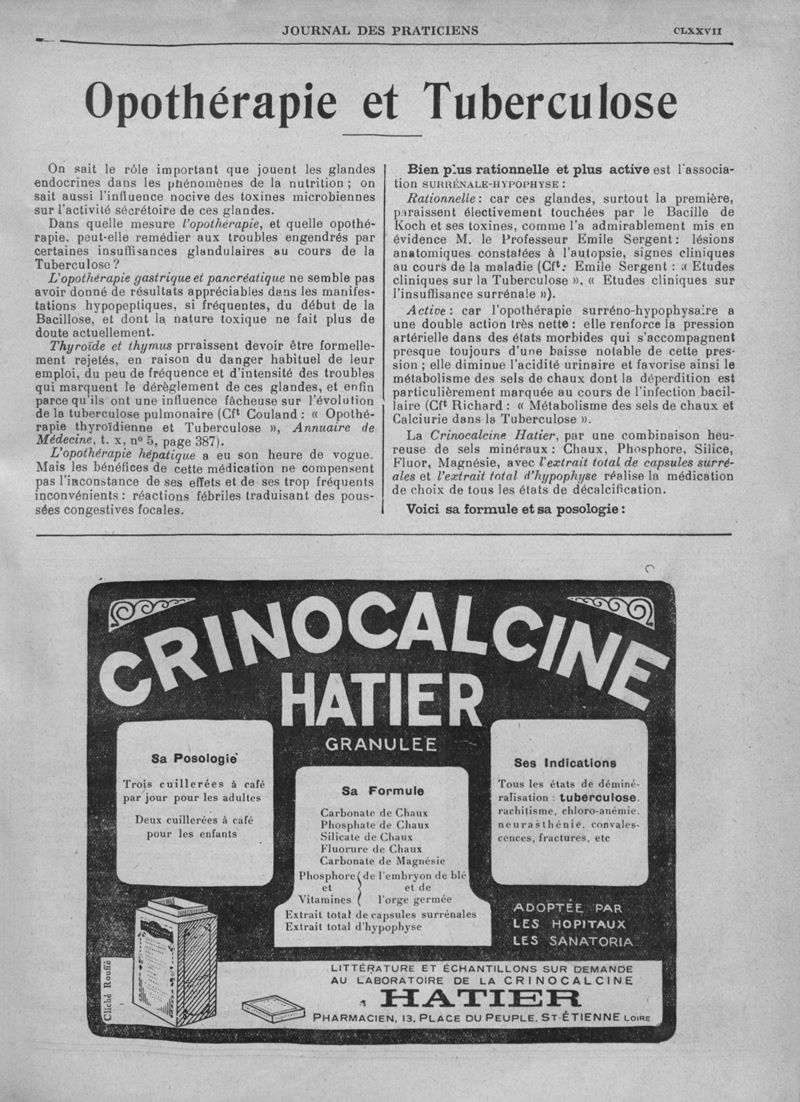 JOURNAL DES PRATICIENS
CLXXVII
Opothérapie et Tuberculose
On sait le rôle important que jouent les glandes
endocrines dans les phénomènes de la nutrition ; on
sait aussi l'influence nocive des toxines microbiennes
sur l'activité sécrétoire de ces glandes.
Dans quelle mesure l'opothérapie, et quelle opothé-
rapie, peut-elle remédier aux troubles engendrés par
certaines insuffisances glandulaires au cours de la
Tuberculose ?
L'opothérapie gastrique et pancréatique ne semble pas
avoir donné de résultats appréciables dans les manifes-
tations hypopeptiques, si fréquentes, du début de la
Bacillose, et dont la nature toxique ne fait plus de
doute actuellement.
Thyroïde et thymus prraissent devoir être formelle-
ment rejetés, en raison du danger habituel de leur
emploi, du peu de fréquence et d'intensité des troubles
qui marquent le dérèglement de ces glandes, et enfin
parce qu'ils ont une influence fâcheuse sur l'évolution
de la tuberculose pulmonaire (Cft Couland : « Opothé-
rapie thyroïdienne et Tuberculose », Annuaire de
Médecine, t. x, nº 5, page 387).
L'opothérapie hépatique a eu son heure de vogue.
Mais les bénéfices de cette médication ne compensent
pas l'inconstance de ses effets et de ses trop fréquents
inconvénients : réactions fébriles traduisant des pous-
sées congestives focales.
Bien plus rationnelle et plus active est l'associa-
tion SURRÉNALE-HYPOPHYSE :
Rationnelle : car ces glandes, surtout la première,
paraissent électivement touchées par le Bacille de
Koch et ses toxines, comme l'a admirablement mis en
évidence M. le Professeur Emile Sergent : lésions
anatomiques constatées à l'autopsie, signes cliniques
au cours de la maladie (Cft: Emile Sergent : « Etudes
cliniques sur la Tuberculose », « Etudes cliniques sur
l'insuffisance surrénale »).
Active : car l'opothérapie surréno-hypophysaire a
une double action très nette : elle renforce la pression
artérielle dans des états morbides qui s'accompagnent
presque toujours d'une baisse notable de cette pres-
sion ; elle diminue l'acidité urinaire et favorise ainsi le
métabolisme des sels de chaux dont la déperdition est
particulièrement marquée au cours de l'infection bacil-
laire (Cft Richard : « Métabolisme des sels de chaux et
Calciurie dans la Tuberculose ».
La Crinocalcine Hatier, par une combinaison heu-
reuse de sels minéraux : Chaux, Phosphore, Silice,
Fluor, Magnésie, avec l'extrait total de capsules surré-
ales et l'extrait total d'hypophyse réalise la médication
de choix de tous les états de décalcification.
Voici sa formule et sa posologie :
CRINOCALCINE
HATIER
GRANULEE
Sa Posologie
Trois cuillerées à café
par jour pour les adultes
Deux cuillerées à café
pour les enfants
Sa Formule
Carbonate de Chaux
Phosphate de Chaux
Silicate de Chaux
Fluorure de Chaux
Carbonate de Magnésie
Phosphore ( de l'embryon de blé
et } et de
Vitamines ( l'orge germée
Extrait total de capsules surrénales
Extrait total d'hypophyse
Ses Indications
Tous les états de déminé-
ralisation : tuberculose.
rachitisme, chloro-anémie,
neurasthénie, convales-
cences, fractures, etc
ADOPTÉE PAR
LES HOPITAUX
LES SANATORIA
Cliché Rouffé
LITTÉRATURE ET ÉCHANTILLONS SUR DEMANDE
AU LABORATOIRE DE LA CRINOCALCINE
HATIER
PHARMACIEN, 13, PLACE DU PEUPLE, ST-ÉTIENNE LOIRE